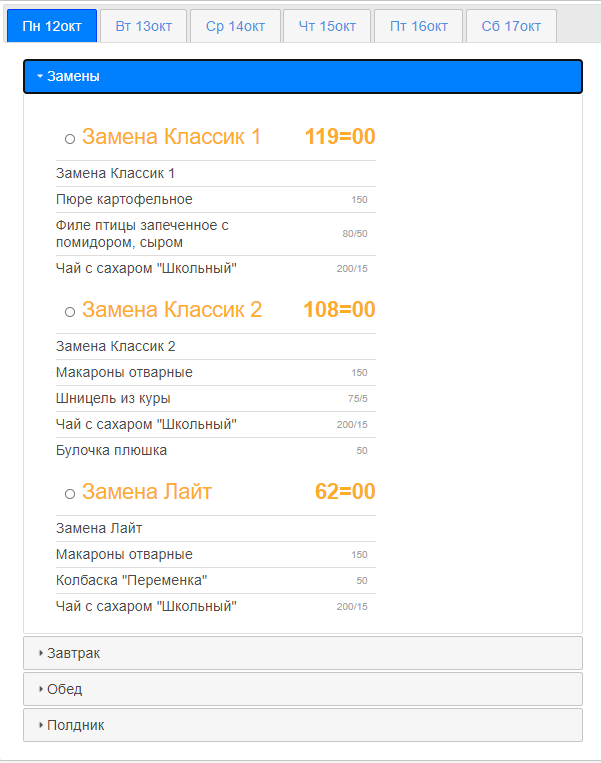 Пн 12окт Вт 13окт Ср 14окт Чт 15окт Пт 16окт Сб 17окт
Замены
Замена Классик 1 119=00
Замена Классик 1
Пюре картофельное 150
Филе птицы запеченное с
помидором, сыром 80/50
Чай с сахаром "Школьный" 200/15
Замена Классик 2 108=00
Замена Классик 2
Макароны отварные 150
Шницель из куры 75/5
Чай с сахаром "Школьный" 200/15
Булочка плюшка 50
Замена Лайт 62=00
Замена Лайт
Макароны отварные 150
Колбаска "Переменка" 50
Чай с сахаром "Школьный" 200/15
Завтрак
Обед
Полдник